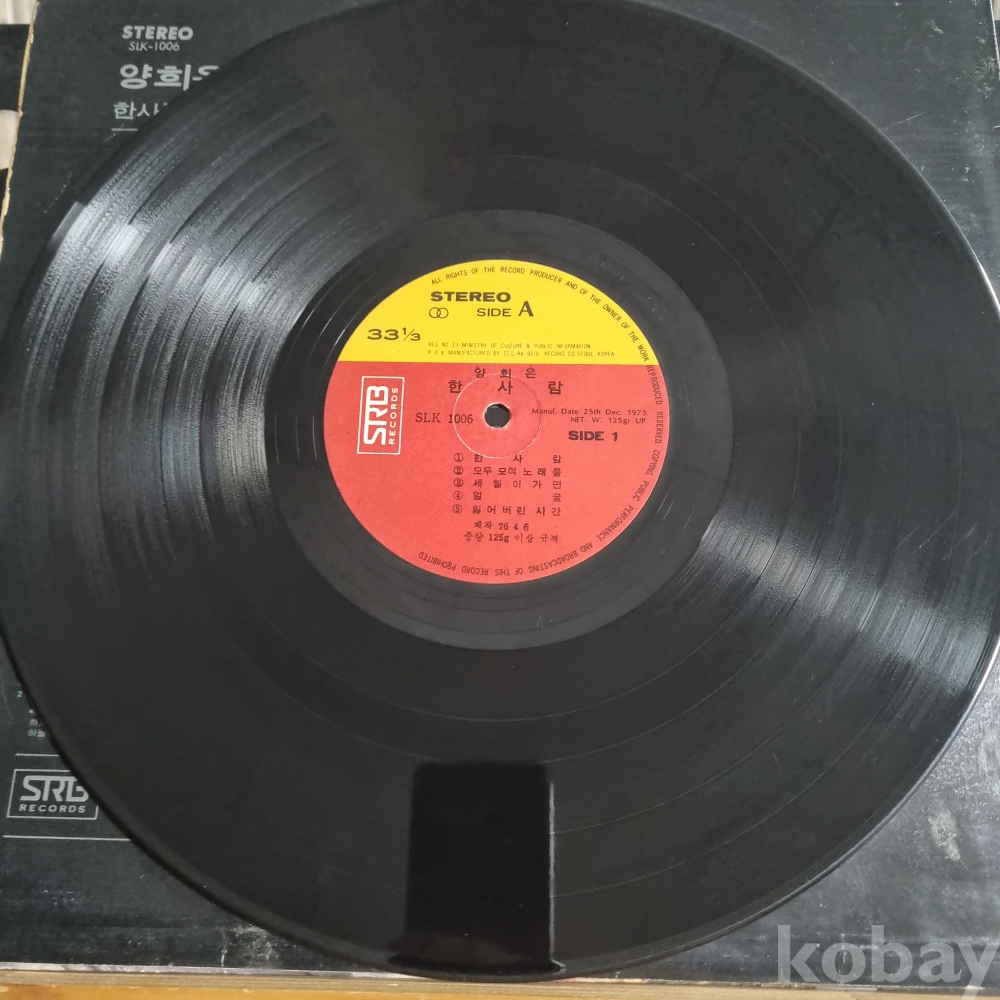 STEREO
SLK-1006
양희은
한사
ALL RIGHTS OF THE RECORD PRODUCER AND OF THE OWNER OF THE WORK REPRODUCED RESERVED. COPYING, PUBLIC PERFORMANCE AND BROADCASTING OF THIS RECORD PROHIBITED
STEREO
SIDE A
33 1/3
REG NO 21 MINISTRY OF CULTURE & PUBLIC INFORMATION
R.O.K MANUFACTURED BY SEO RA BEOL RECORD CO SEOUL KOREA
양 희 은
한 사 람
SRB
RECORDS
SLK 1006
Manuf. Date 25th Dec. 1975
NET. W. 125gr UP
SIDE 1
① 한 사 람
② 모두 모여 노래를
③ 세 월 이 가 면
④ 얼 굴
⑤ 잃 어 버 린 시 간
제작 76 4 6
중량 125g 이상 규격
SRB
RECORDS
kobay